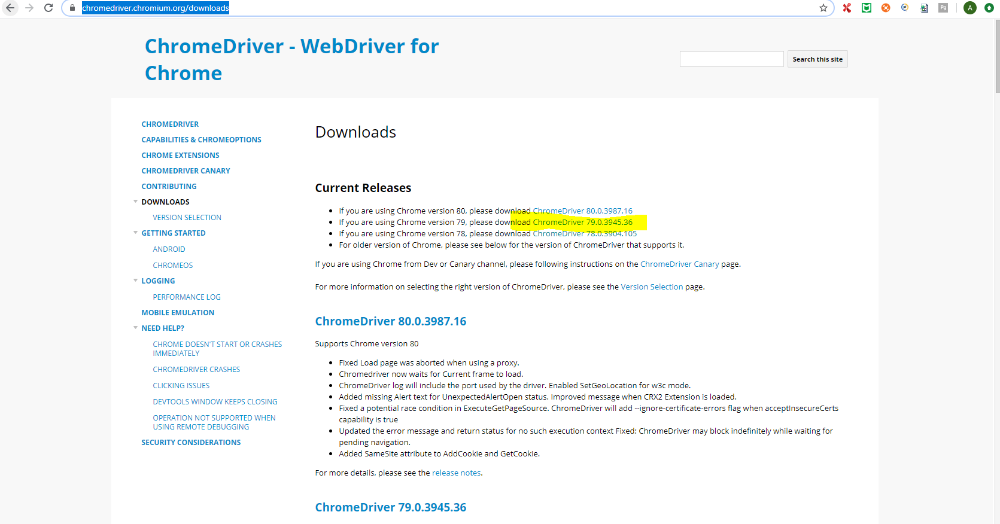 chromedriver.chromium.org/downloads
Pg
A
ChromeDriver - WebDriver for
Chrome
Search this site
CHROMEDRIVER
CAPABILITIES & CHROMEOPTIONS
CHROME EXTENSIONS
CHROMEDRIVER CANARY
CONTRIBUTING
DOWNLOADS
VERSION SELECTION
GETTING STARTED
ANDROID
CHROMEOS
LOGGING
PERFORMANCE LOG
MOBILE EMULATION
NEED HELP?
CHROME DOESN'T START OR CRASHES
IMMEDIATELY
CHROMEDRIVER CRASHES
CLICKING ISSUES
DEVTOOLS WINDOW KEEPS CLOSING
OPERATION NOT SUPPORTED WHEN
USING REMOTE DEBUGGING
SECURITY CONSIDERATIONS
Downloads
Current Releases
If you are using Chrome version 80, please download ChromeDriver 80.0.3987.16
If you are using Chrome version 79, please download ChromeDriver 79.0.3945.36
If you are using Chrome version 78, please download ChromeDriver 78.0.3904.105
For older version of Chrome, please see below for the version of ChromeDriver that supports it.
If you are using Chrome from Dev or Canary channel, please following instructions on the ChromeDriver Canary page.
For more information on selecting the right version of ChromeDriver, please see the Version Selection page.
ChromeDriver 80.0.3987.16
Supports Chrome version 80
Fixed Load page was aborted when using a proxy.
Chromedriver now waits for Current frame to load.
ChromeDriver log will include the port used by the driver. Enabled SetGeoLocation for w3c mode.
Added missing Alert text for UnexpectedAlertOpen status. Improved message when CRX2 Extension is loaded.
Fixed a potential race condition in ExecuteGetPageSource. ChromeDriver will add --ignore-certificate-errors flag when acceptInsecureCerts
capability is true
Updated the error message and return status for no such execution context Fixed: ChromeDriver may block indefinitely while waiting for
pending navigation.
Added SameSite attribute to AddCookie and GetCookie.
For more details, please see the release notes.
ChromeDriver 79.0.3945.36